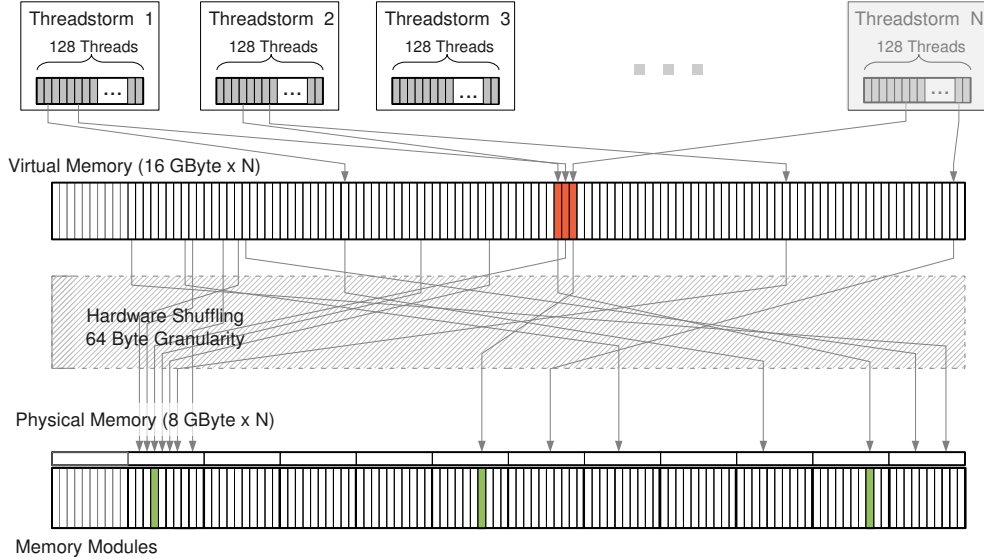 Threadstorm 1
128 Threads
...
Threadstorm 2
128 Threads
...
Threadstorm 3
128 Threads
...
Threadstorm N
128 Threads
...
Virtual Memory (16 GByte x N)
Hardware Shuffling
64 Byte Granularity
Physical Memory (8 GByte x N)
Memory Modules